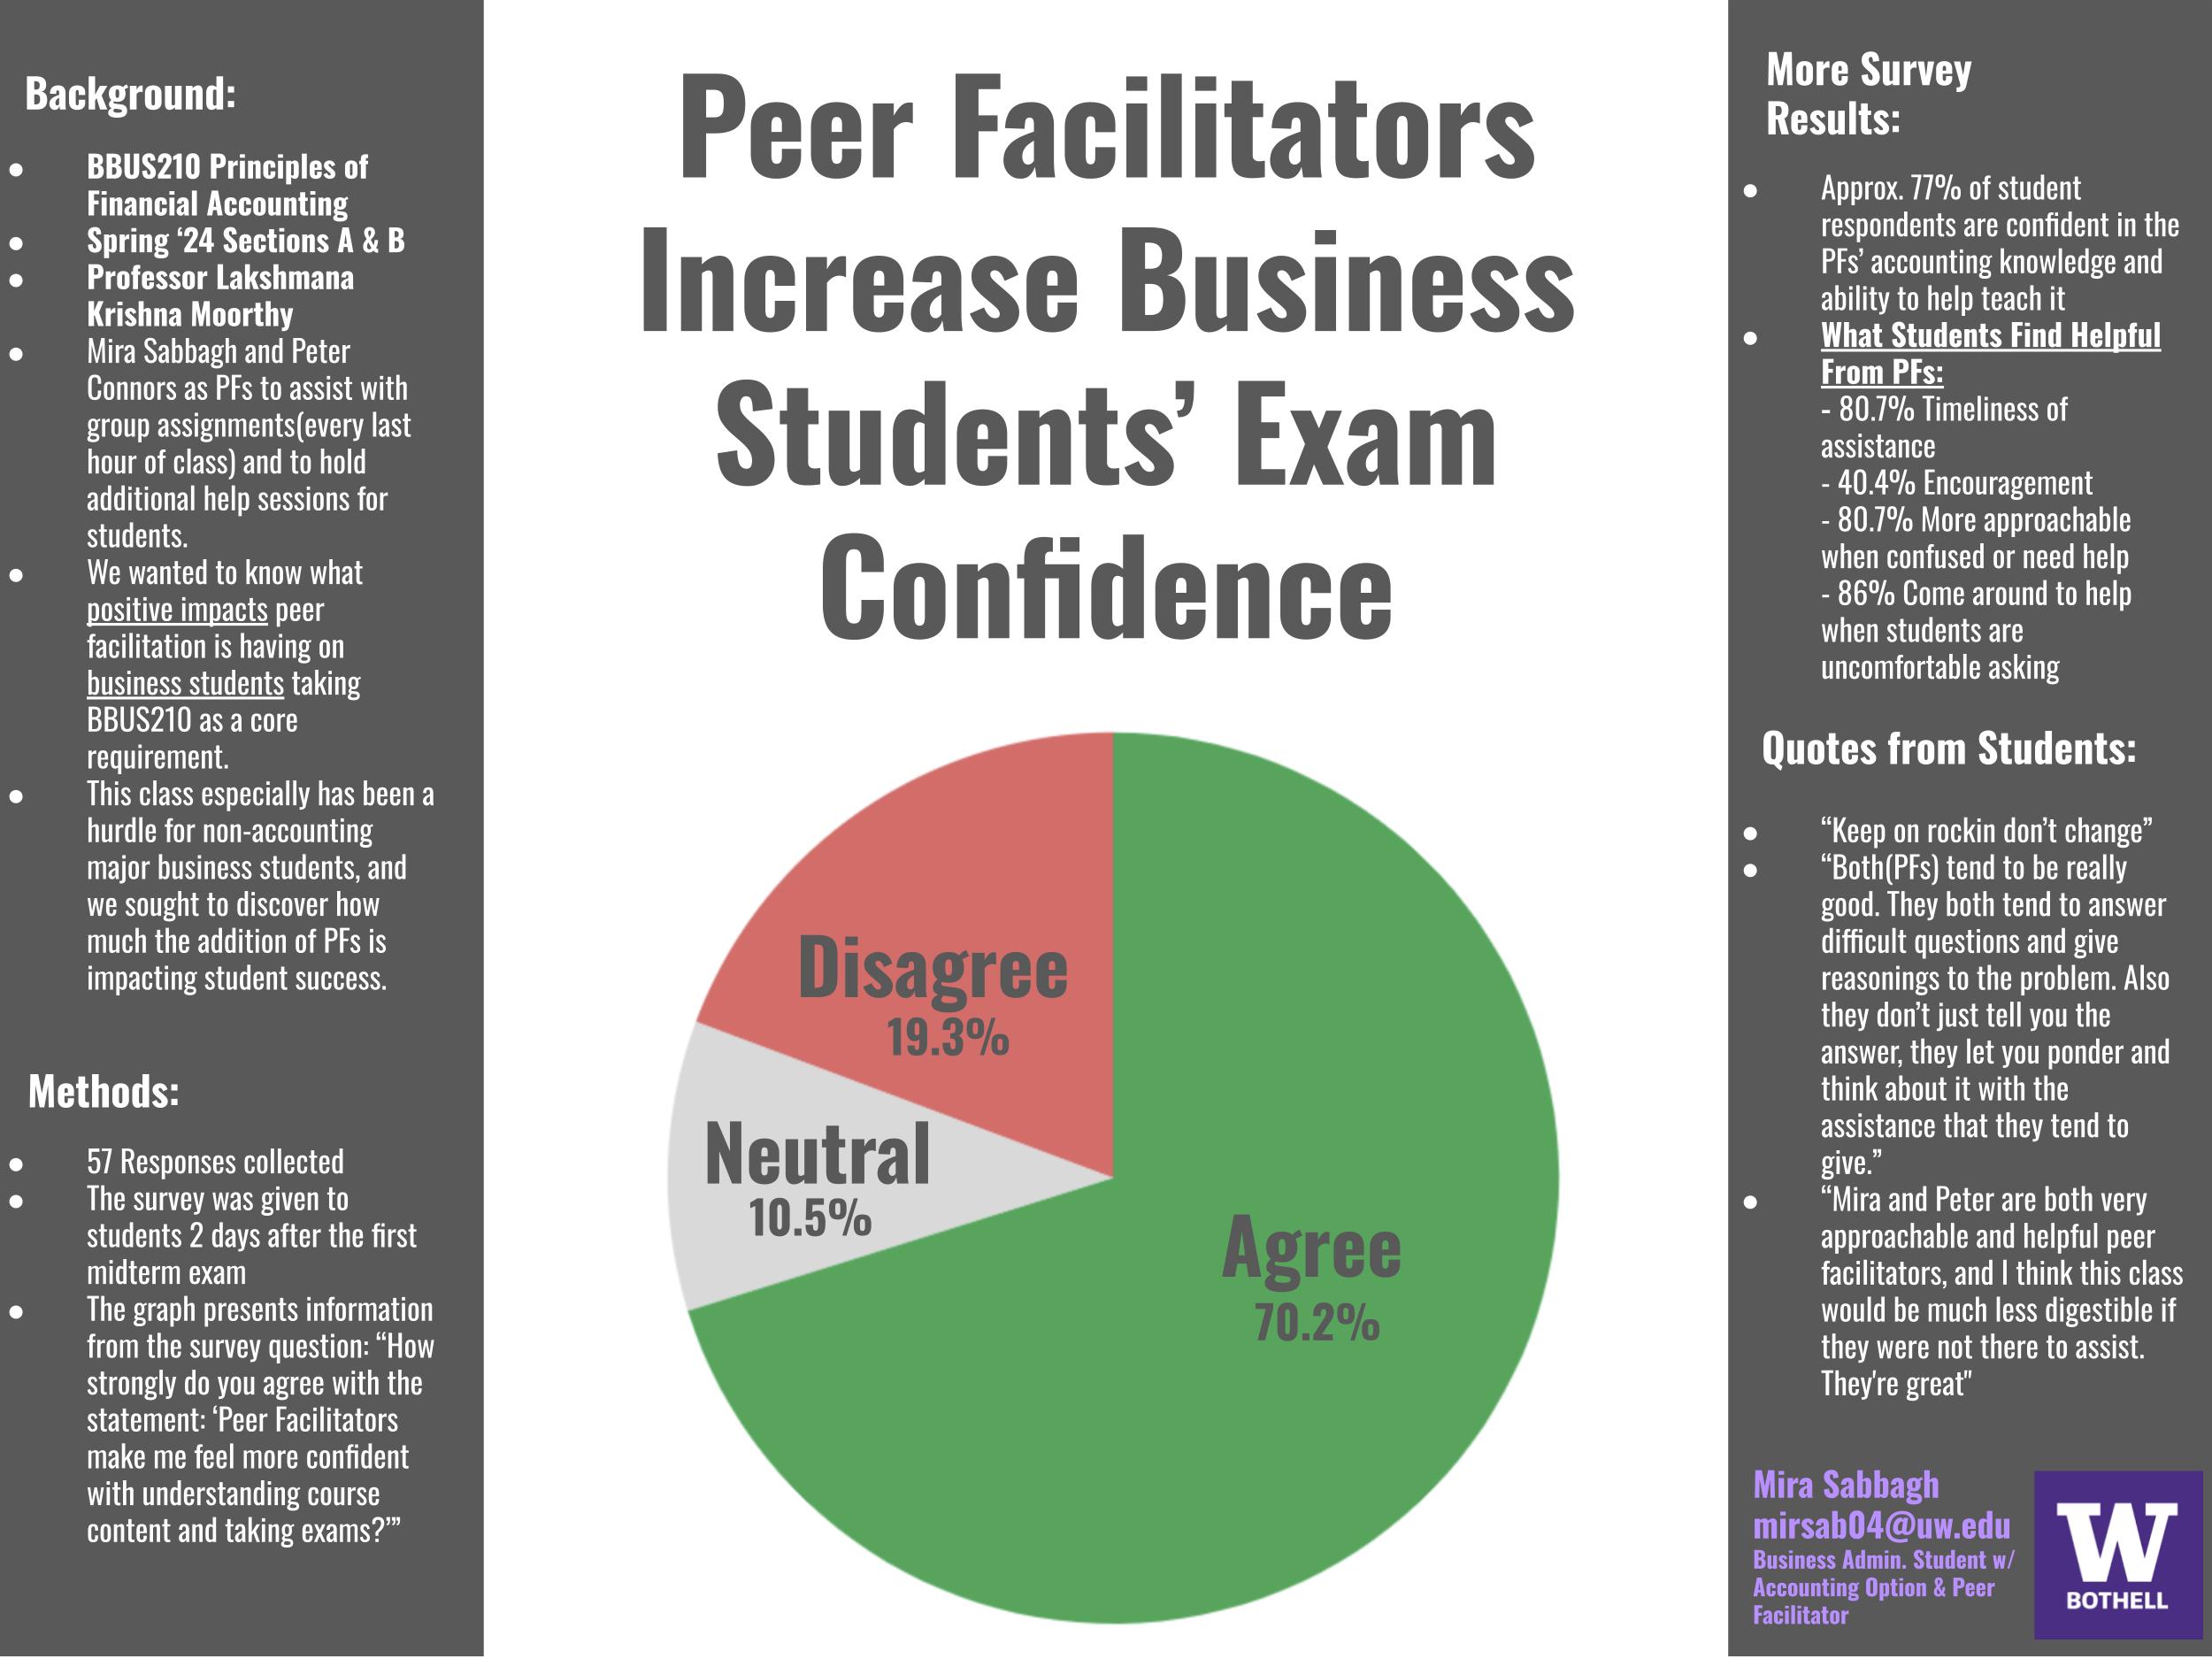 Background:
● BBUS210 Principles of
Financial Accounting
● Spring ‘24 Sections A & B
● Professor Lakshmana
Krishna Moorthy
● Mira Sabbagh and Peter
Connors as PFs to assist with
group assignments(every last
hour of class) and to hold
additional help sessions for
students.
● We wanted to know what
positive impacts peer
facilitation is having on
business students taking
BBUS210 as a core
requirement.
● This class especially has been a
hurdle for non-accounting
major business students, and
we sought to discover how
much the addition of PFs is
impacting student success.
Methods:
● 57 Responses collected
● The survey was given to
students 2 days after the first
midterm exam
● The graph presents information
from the survey question: “How
strongly do you agree with the
statement: ‘Peer Facilitators
make me feel more confident
with understanding course
content and taking exams?’”
Peer Facilitators
Increase Business
Students’ Exam
Confidence
Disagree
19.3%
Neutral
10.5%
Agree
70.2%
More Survey
Results:
● Approx. 77% of student
respondents are confident in the
PFs’ accounting knowledge and
ability to help teach it
● What Students Find Helpful
From PFs:
- 80.7% Timeliness of
assistance
- 40.4% Encouragement
- 80.7% More approachable
when confused or need help
- 86% Come around to help
when students are
uncomfortable asking
Quotes from Students:
● “Keep on rockin don’t change”
● “Both(PFs) tend to be really
good. They both tend to answer
difficult questions and give
reasonings to the problem. Also
they don’t just tell you the
answer, they let you ponder and
think about it with the
assistance that they tend to
give.”
● “Mira and Peter are both very
approachable and helpful peer
facilitators, and I think this class
would be much less digestible if
they were not there to assist.
They're great"
Mira Sabbagh
mirsab04@uw.edu
Business Admin. Student w/
Accounting Option & Peer
Facilitator
W
BOTHELL